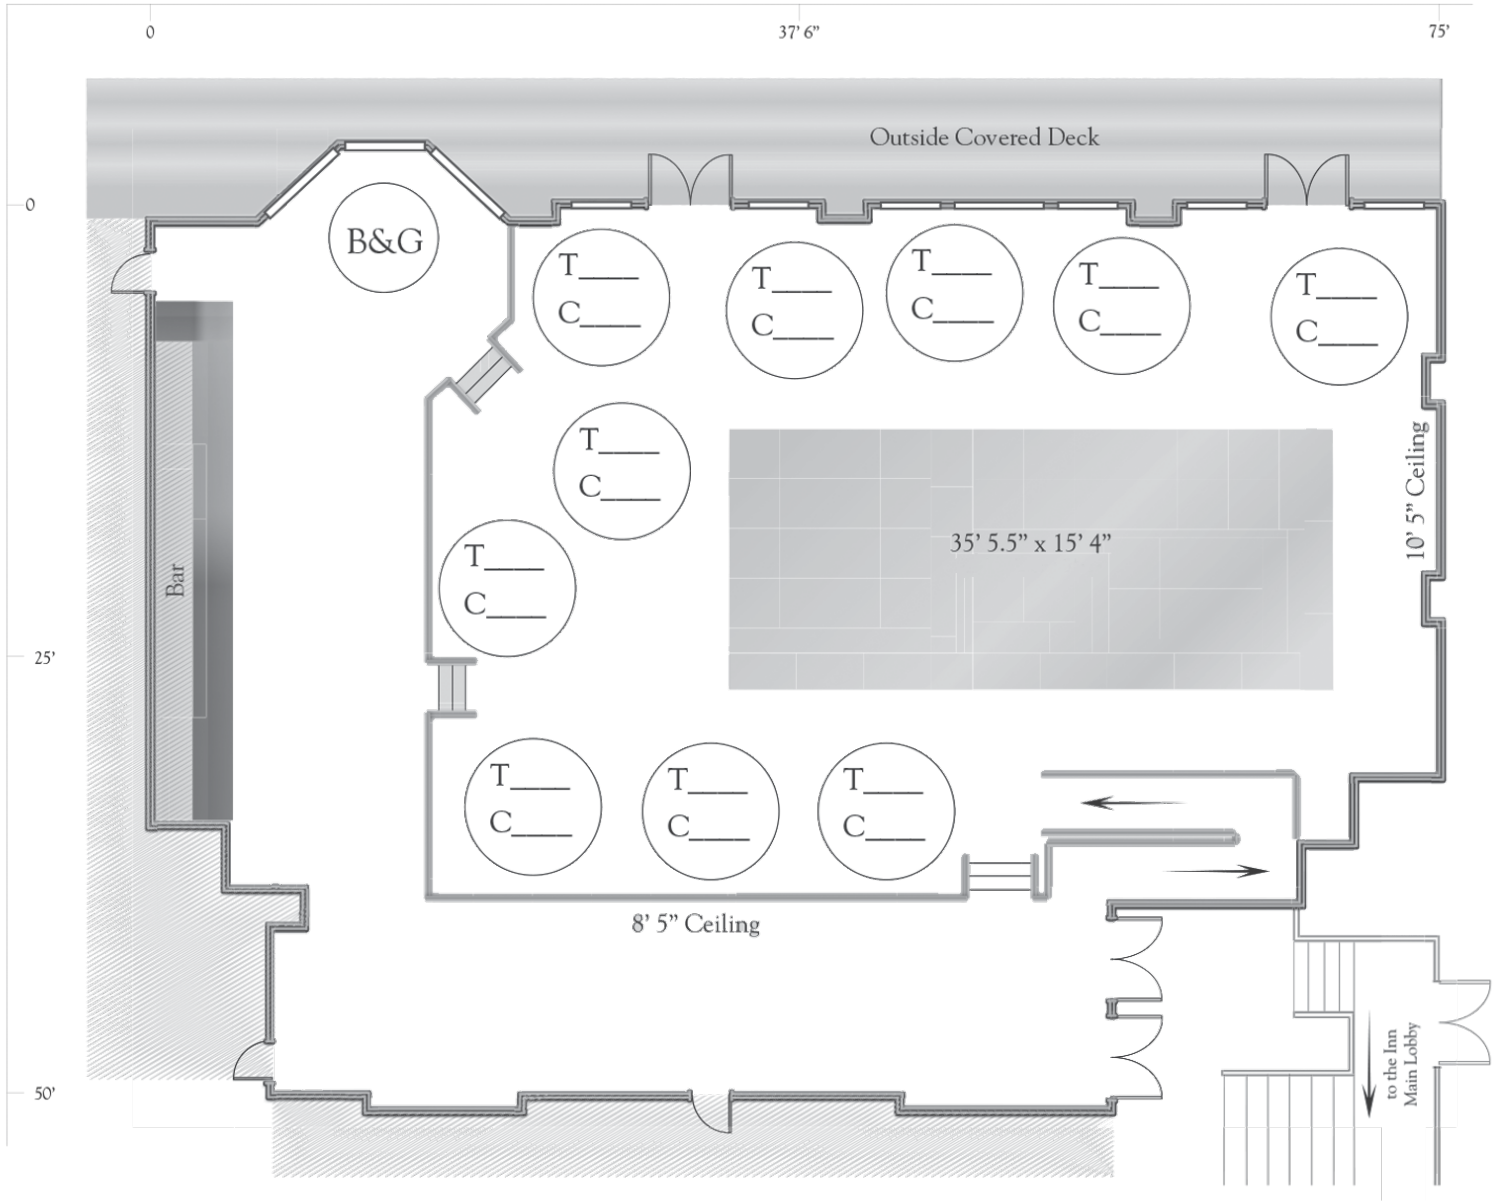 0
37' 6”
75'
Outside Covered Deck
0
B&G
T____
C____
T____
C____
T____
C____
T____
C____
T____
C____
T____
C____
10’ 5” Ceiling
35’ 5.5” x 15’ 4”
T____
C____
Bar
25’
T____
C____
T____
C____
T____
C____
8’ 5” Ceiling
50’
to the Inn
Main Lobby